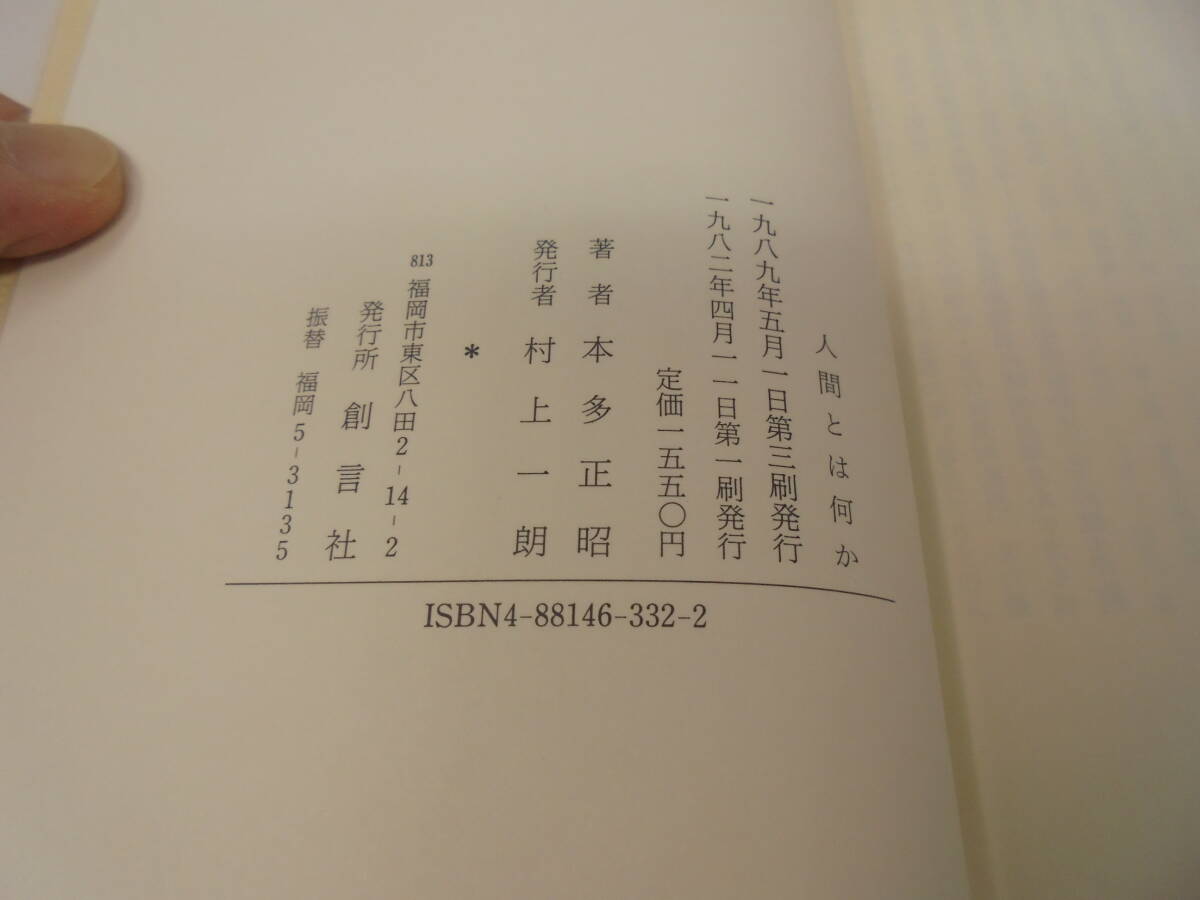 人間とは何か
一九八九年五月一日第三刷発行
一九八二年四月一一日第一刷発行
定価一五五〇円
著者 本多正昭
発行者 村上一朗
*
813 福岡市東区八田2-14-2
発行所 創言社
振替 福岡 5-3135
ISBN4-88146-332-2